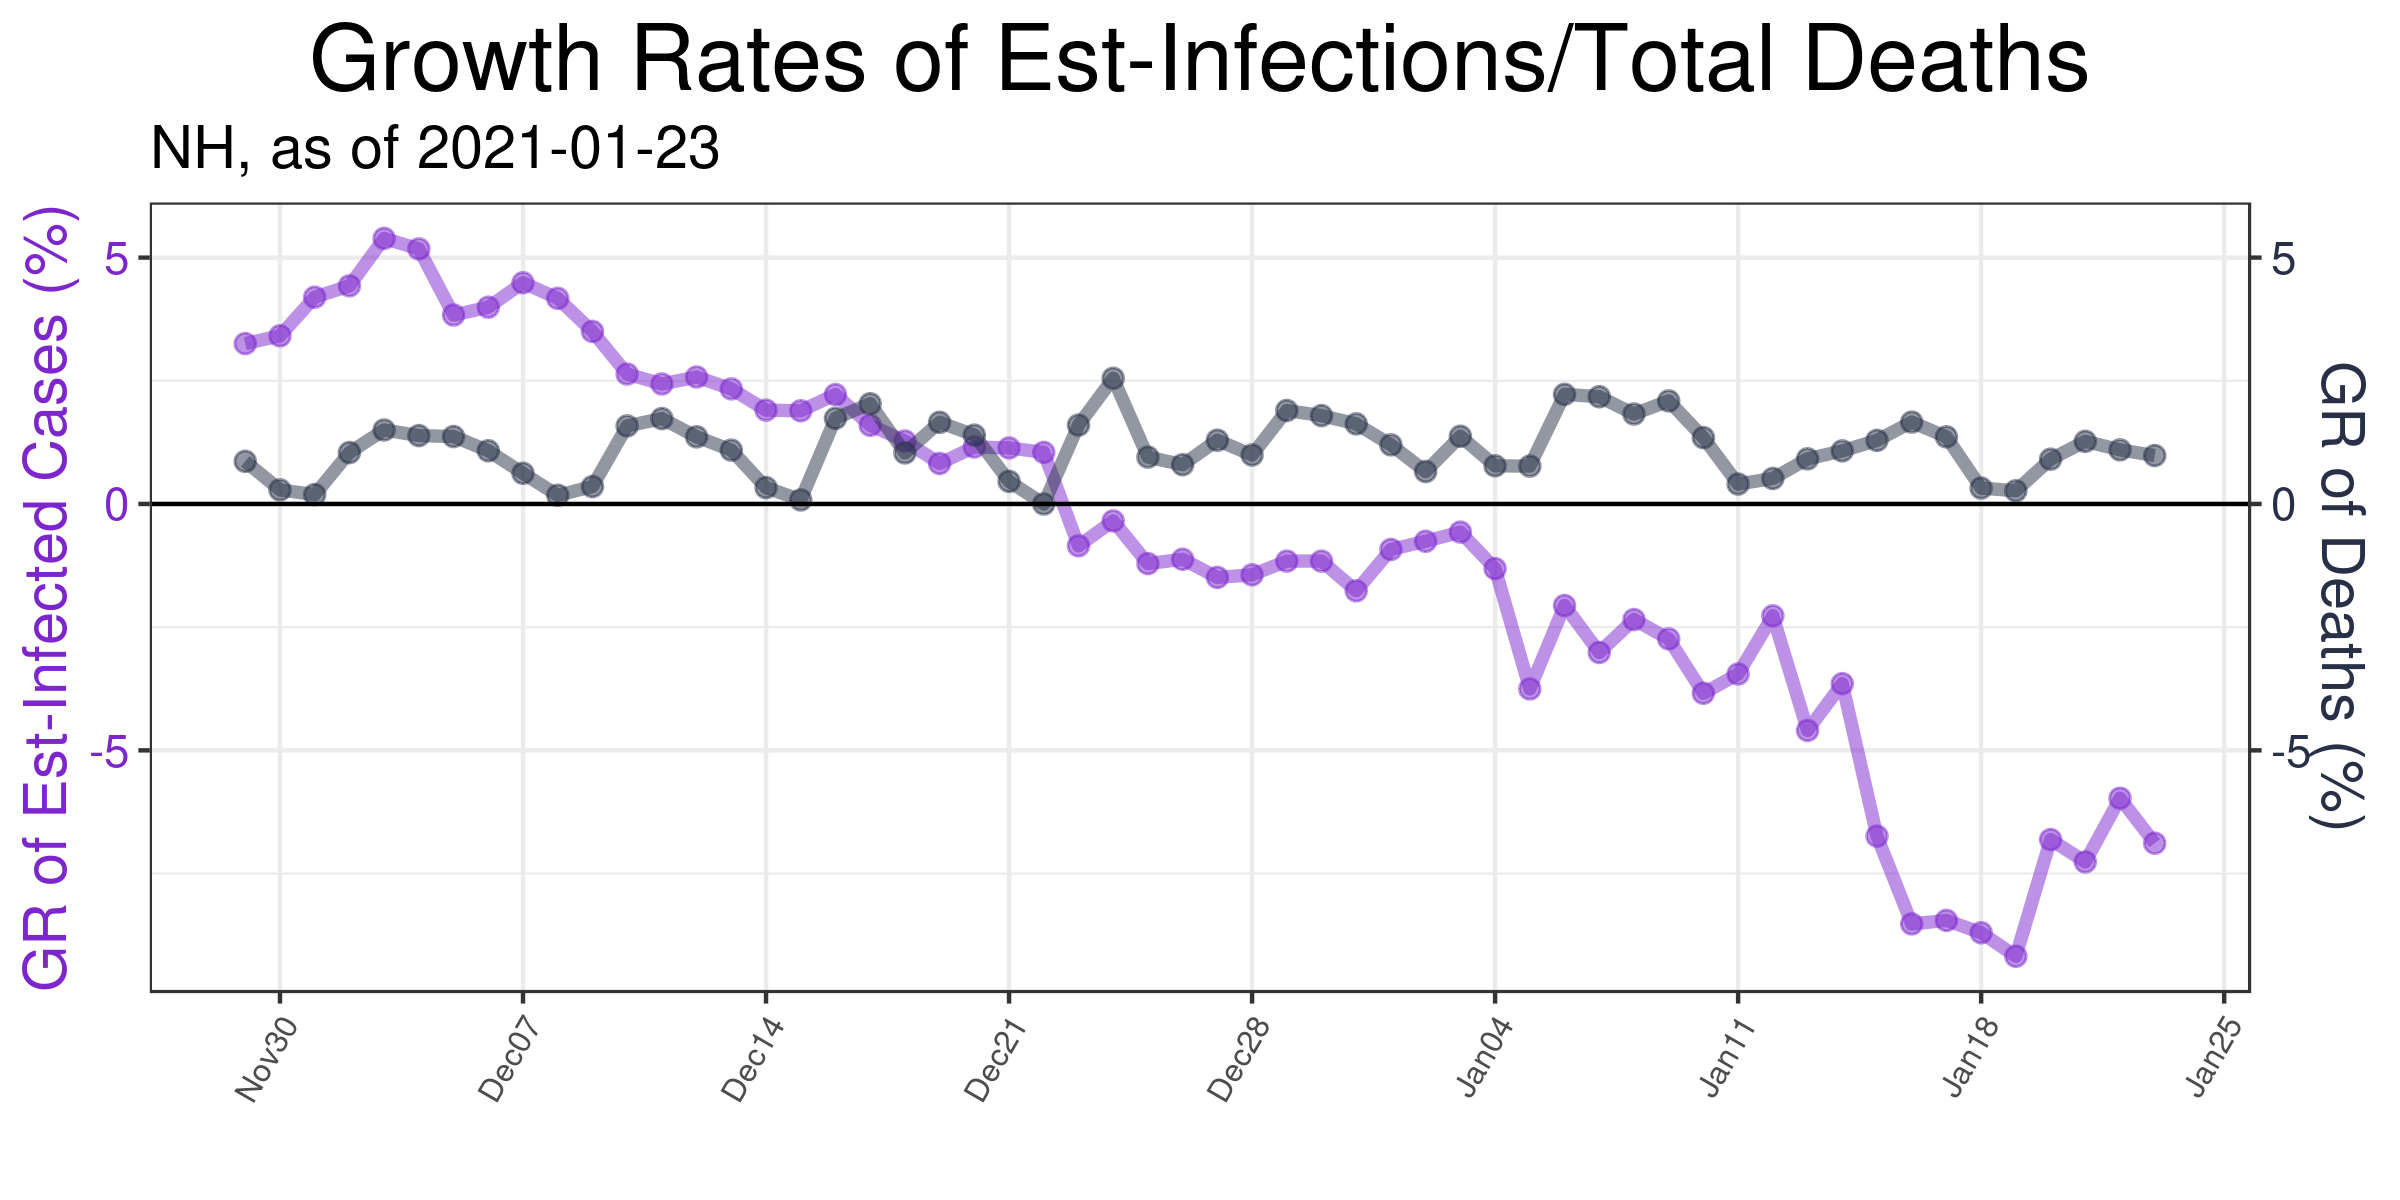 Growth Rates of Est-Infections/Total Deaths
NH, as of 2021-01-23
GR of Est-Infected Cases (%)
5
0
-5
5
0
-5
GR of Deaths (%)
Nov30
Dec07
Dec14
Dec21
Dec28
Jan04
Jan11
Jan18
Jan25